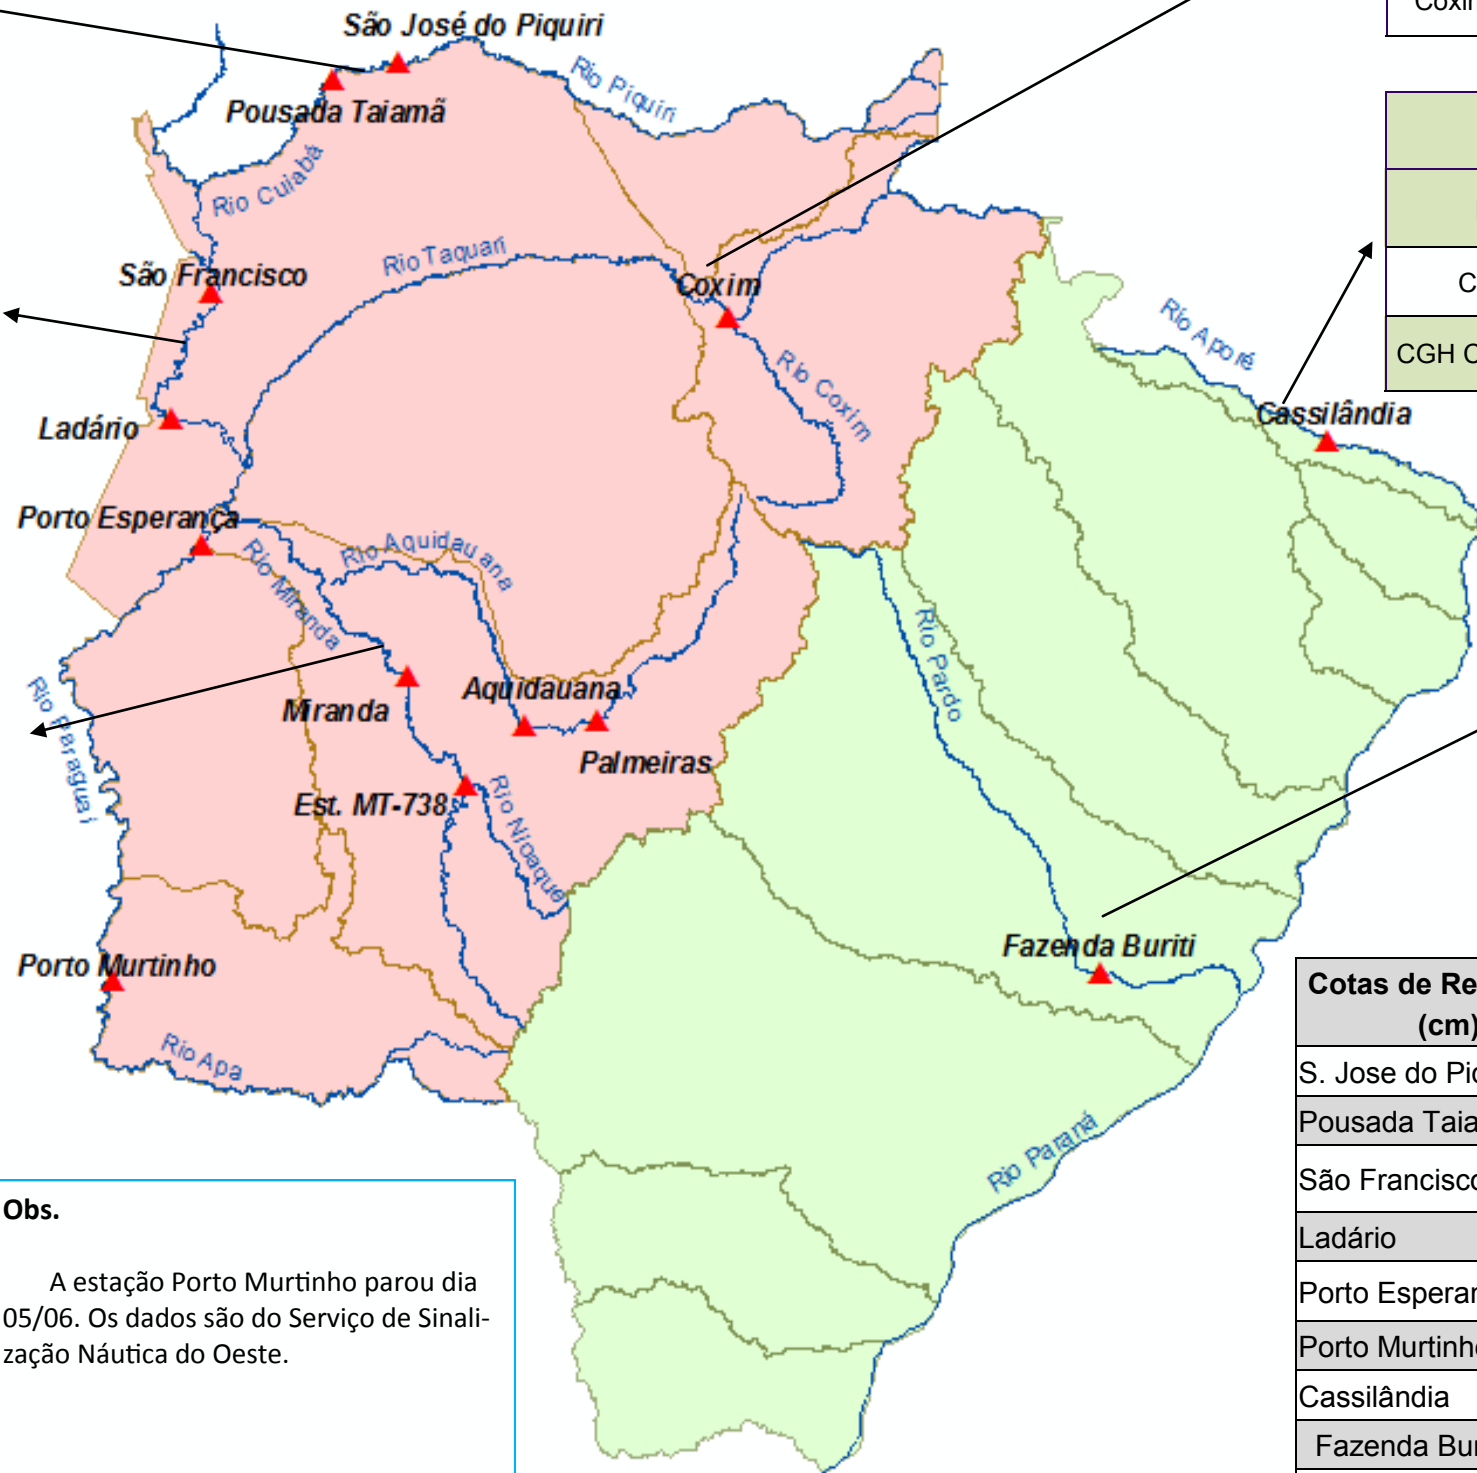 São José do Piquiri
Rio Piquiri
Pousada Taiamã
Rio Cuiabá
São Francisco
Rio Taquari
Coxim
Rio Coxim
Rio Aporé
Cassilândia
Ladário
Porto Esperança
Rio Aquidauana
Rio Miranda
Rio Pardo
Rio Paraguai
Miranda
Aquidauana
Palmeiras
Est. MT-738
Rio Nioaque
Porto Murtinho
Fazenda Buriti
Rio Apa
Rio Paraná
C
CGH C
Cotas de Re
(cm)
S. Jose do Pi
Pousada Taia
São Francisco
Ladário
Porto Esperan
Porto Murtinho
Cassilândia
Fazenda Bur
Obs.
A estação Porto Murtinho parou dia
05/06. Os dados são do Serviço de Sinali-
zação Náutica do Oeste.